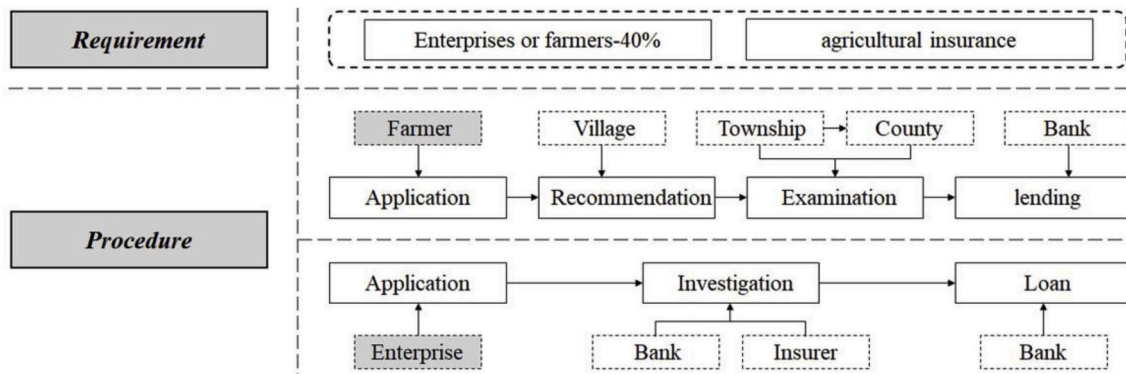 Requirement
Enterprises or farmers-40%
agricultural insurance
Farmer
Village
Township
County
Bank
Application
Recommendation
Examination
lending
Procedure
Application
Investigation
Loan
Enterprise
Bank
Insurer
Bank